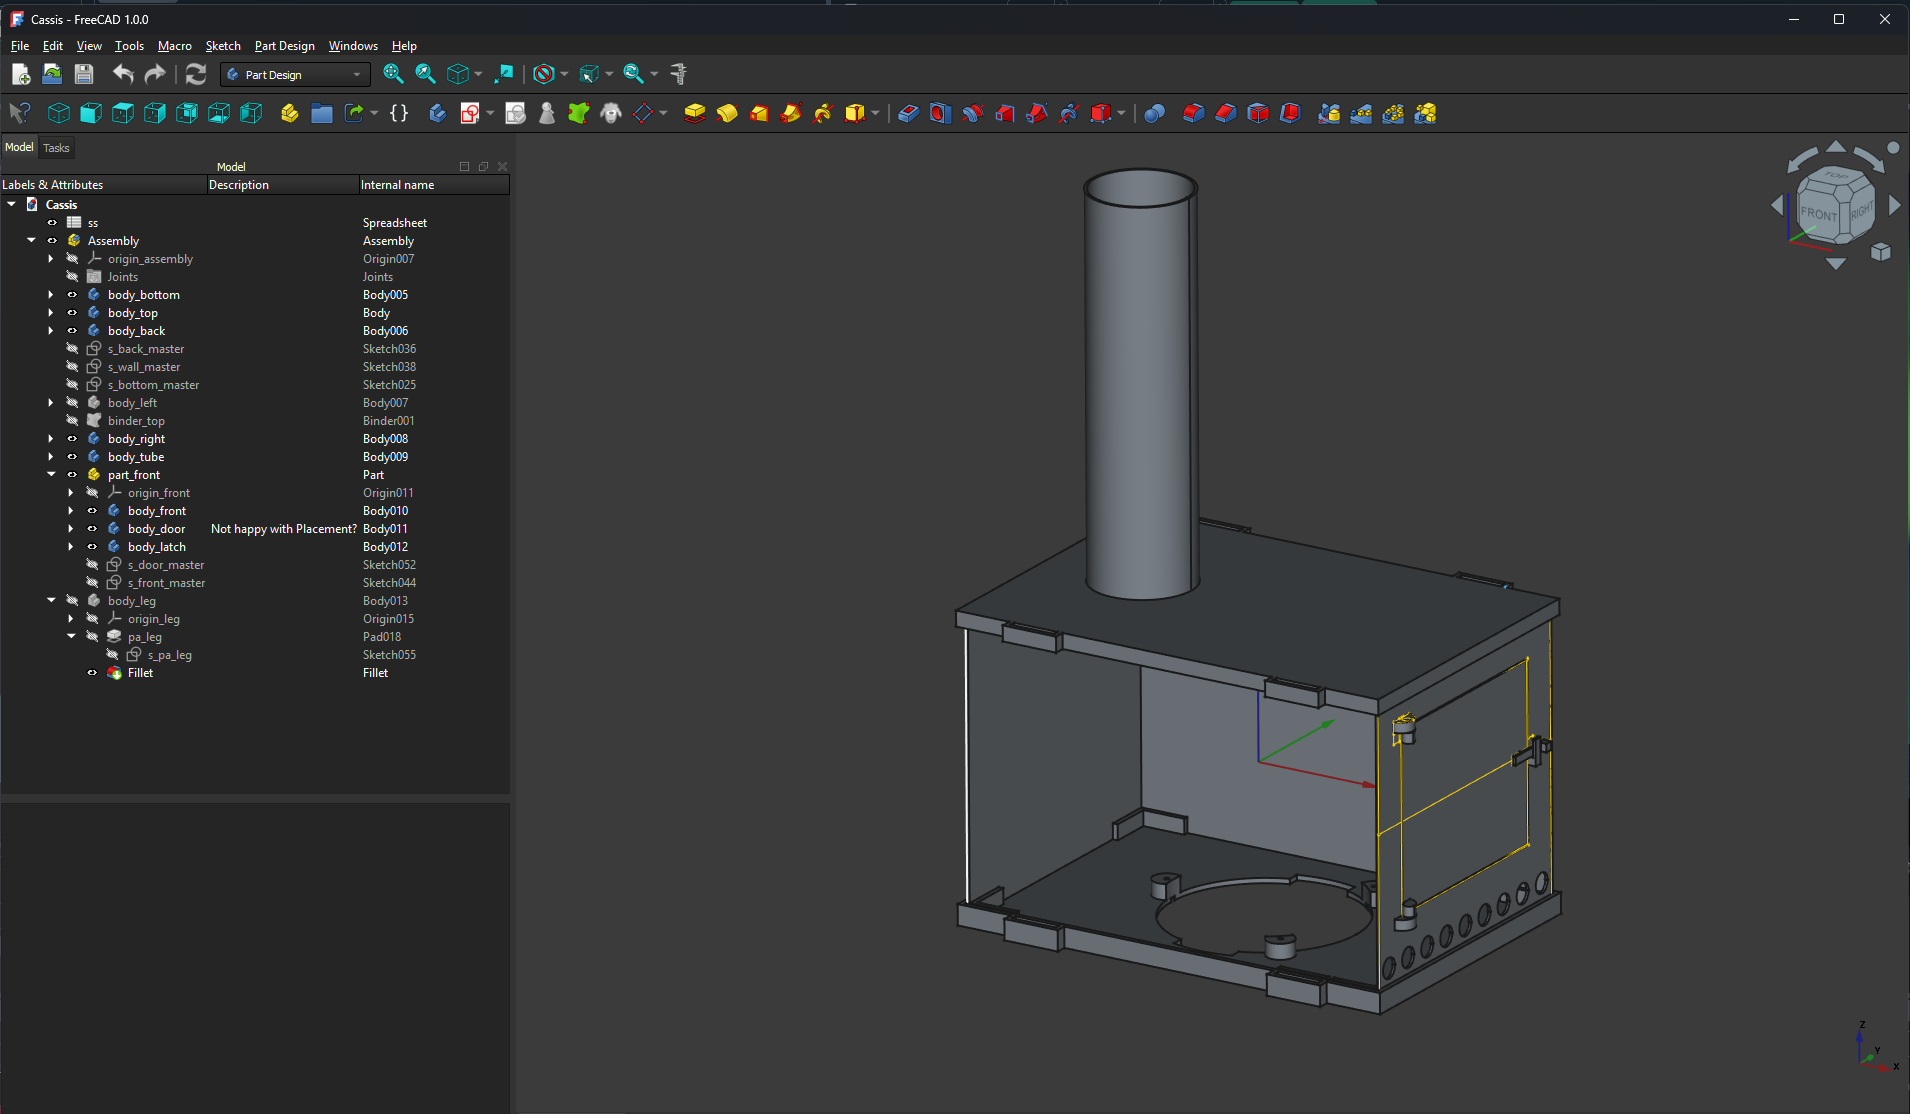 Cassis - FreeCAD 1.0.0
File Edit View Tools Macro Sketch Part Design Windows Help
Part Design
Model Tasks
Model
Labels & Attributes Description Internal name
Cassis
ss Spreadsheet
Assembly Assembly
origin_assembly Origin007
Joints Joints
body_bottom Body005
body_top Body
body_back Body006
s_back_master Sketch036
s_wall_master Sketch038
s_bottom_master Sketch025
body_left Body007
binder_top Binder001
body_right Body008
body_tube Body009
part_front Part
origin_front Origin011
body_front Body010
body_door Not happy with Placement? Body011
body_latch Body012
s_door_master Sketch052
s_front_master Sketch044
body_leg Body013
origin_leg Origin015
pa_leg Pad018
s_pa_leg Sketch055
Fillet Fillet
TOP
FRONT RIGHT
Z
Y
X